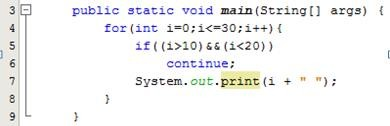 3 public static void main(String[] args) {
4 for(int i=0;i<=30;i++){
5 if((i>10)&&(i<20))
6 continue;
7 System.out.print(i + " ");
8 }
9 }